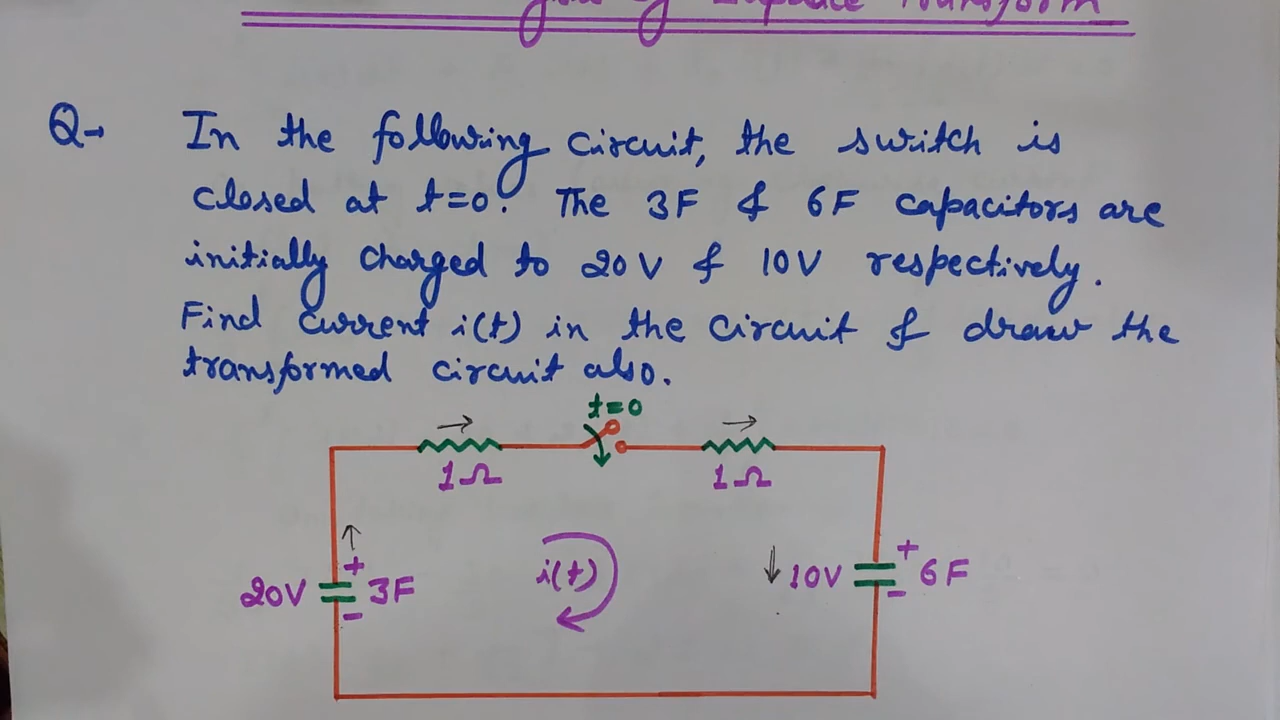 Transform
Q→ In the following circuit, the switch is
closed at t=0. The 3F & 6F capacitors are
initially charged to 20V & 10V respectively.
Find current i(t) in the circuit & draw the
transformed circuit also.
t=0
1Ω 1Ω
+ +
20V 3F i(t) 10V 6F
- -